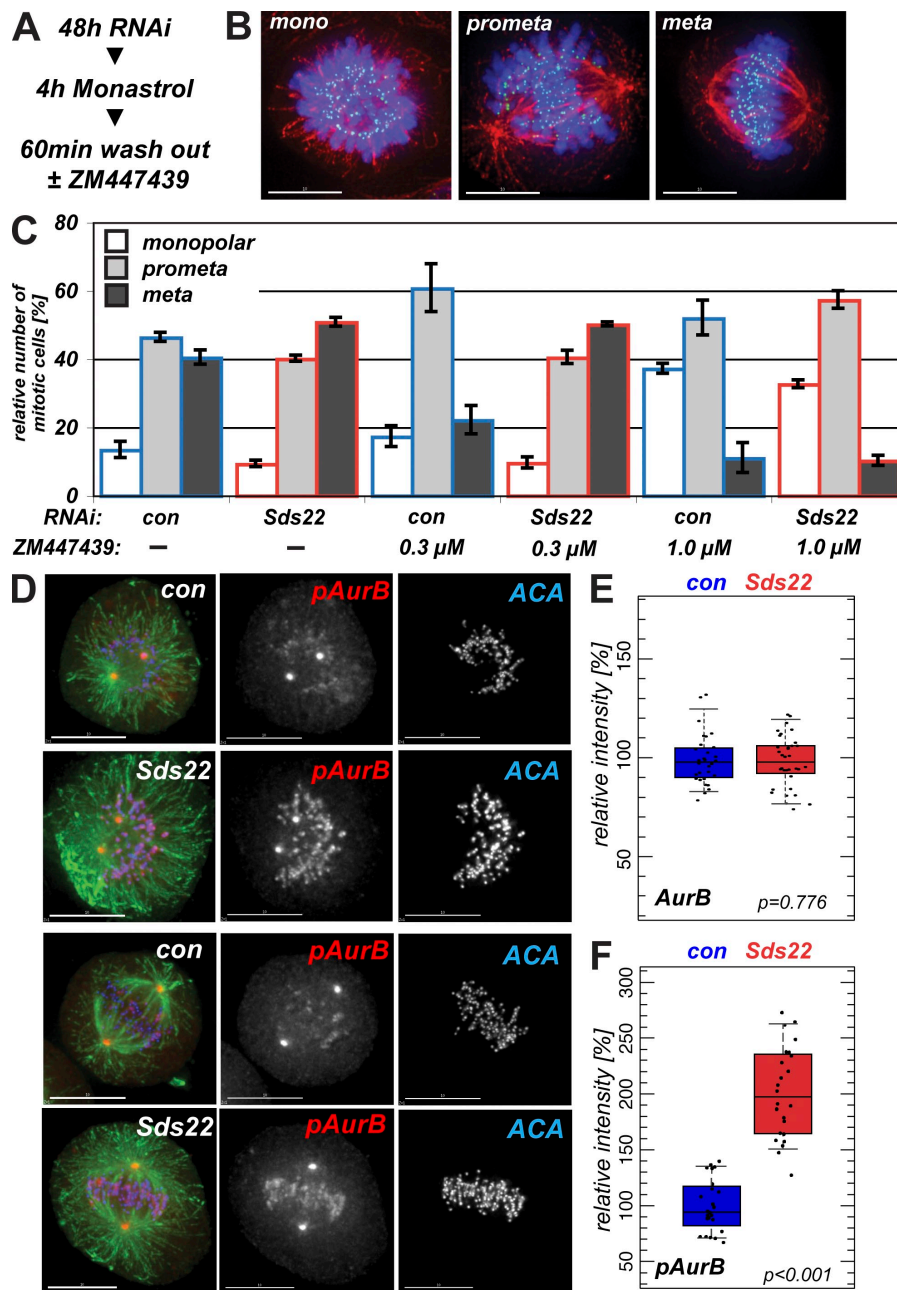 A
48h RNAi
4h Monastrol
60min wash out
± ZM447439
B
mono
prometa
meta
C
relative number of
mitotic cells [%]
80
60
40
20
0
monopolar
prometa
meta
RNAi: con Sds22 con Sds22 con Sds22
ZM447439: — — 0.3 µM 0.3 µM 1.0 µM 1.0 µM
D
con
pAurB
ACA
Sds22
pAurB
ACA
con
pAurB
ACA
Sds22
pAurB
ACA
E
con Sds22
relative intensity [%]
150
100
50
AurB
p=0.776
F
con Sds22
relative intensity [%]
300
250
200
150
100
50
pAurB
p<0.001